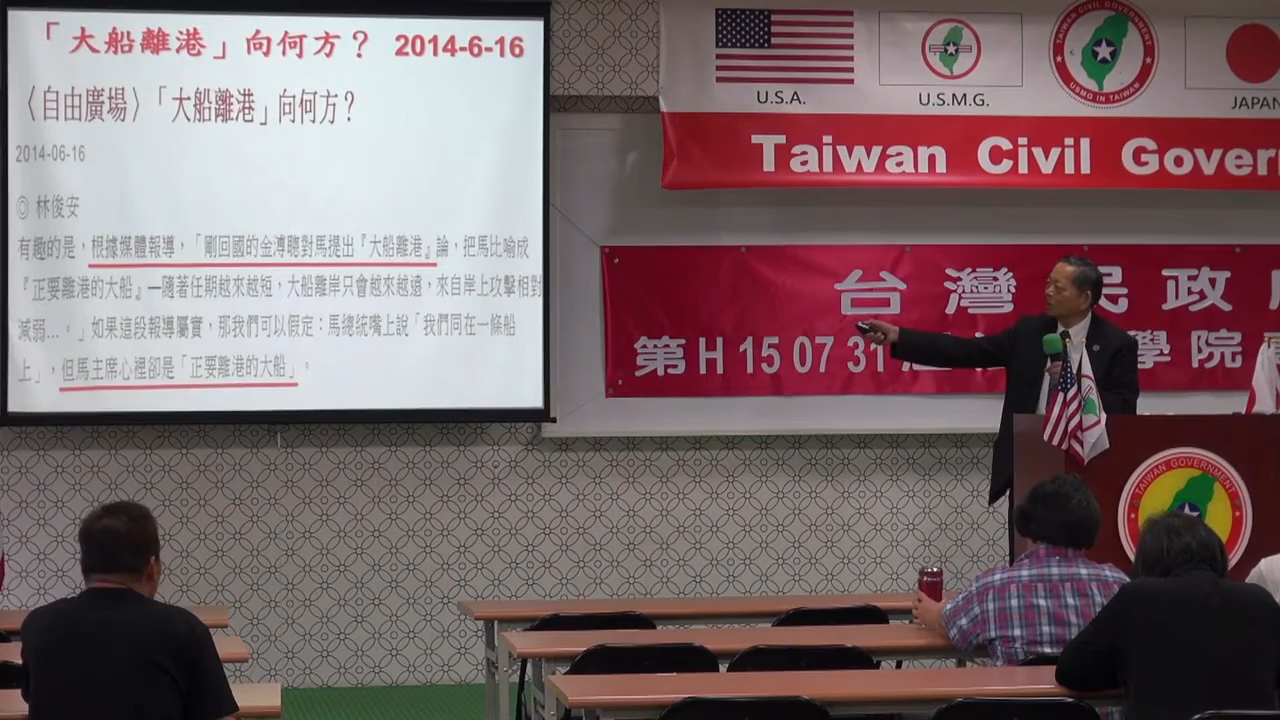 「大船離港」向何方？ 2014-6-16
〈自由廣場〉「大船離港」向何方？
2014-06-16
◎ 林俊安
有趣的是，根據媒體報導，「剛回國的金溥聰對馬提出『大船離港』論，把馬比喻成
『正要離港的大船』—隨著任期越來越短，大船離岸只會越來越遠，來自岸上攻擊相對
減弱…。」如果這段報導屬實，那我們可以假定：馬總統嘴上說「我們同在一條船
上」，但馬主席心裡卻是「正要離港的大船」。
U.S.A.
U.S.M.G.
TAIWAN CIVIL GOVERNMENT
USMG IN TAIWAN
JAPAN
Taiwan Civil Gover
台灣民政
第H 15 07 31
學院
TAIWAN GOVERNMENT